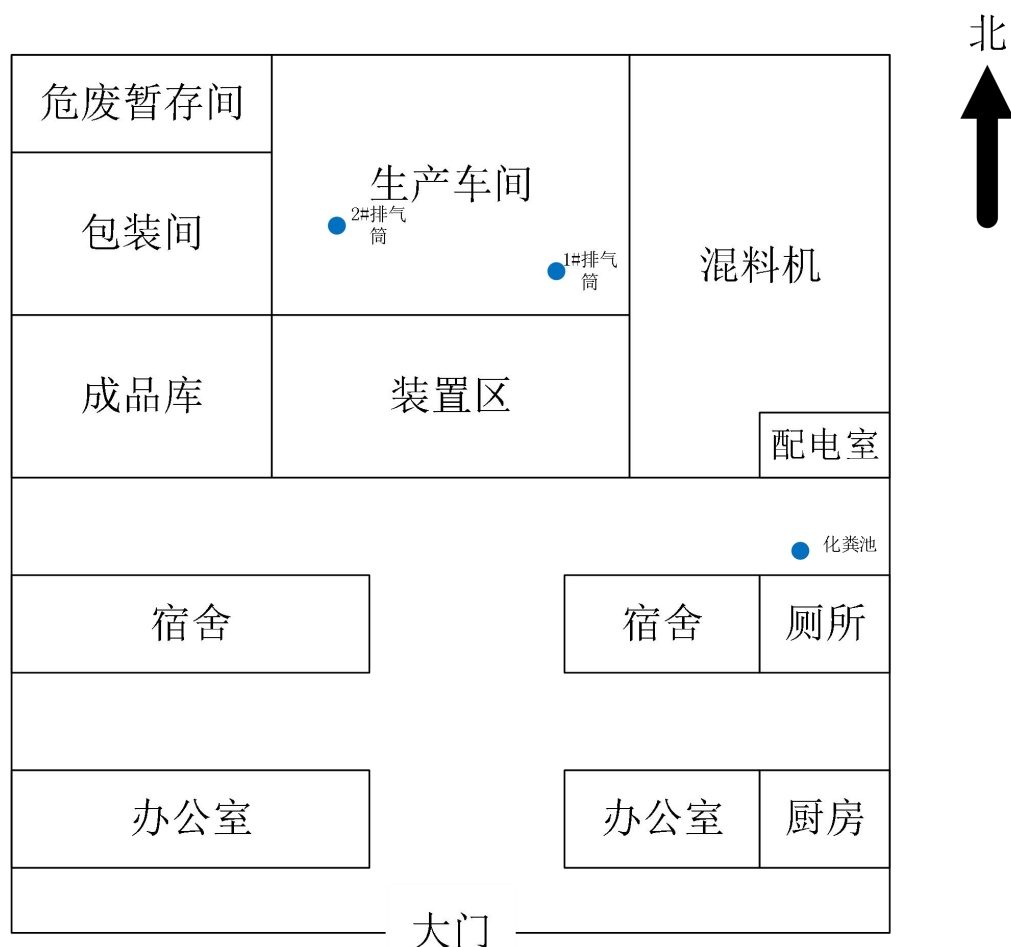 北
危废暂存间
生产车间
2#排气
筒
包装间
1#排气
筒
混料机
成品库
装置区
配电室
化粪池
宿舍
宿舍
厕所
办公室
办公室
厨房
大门